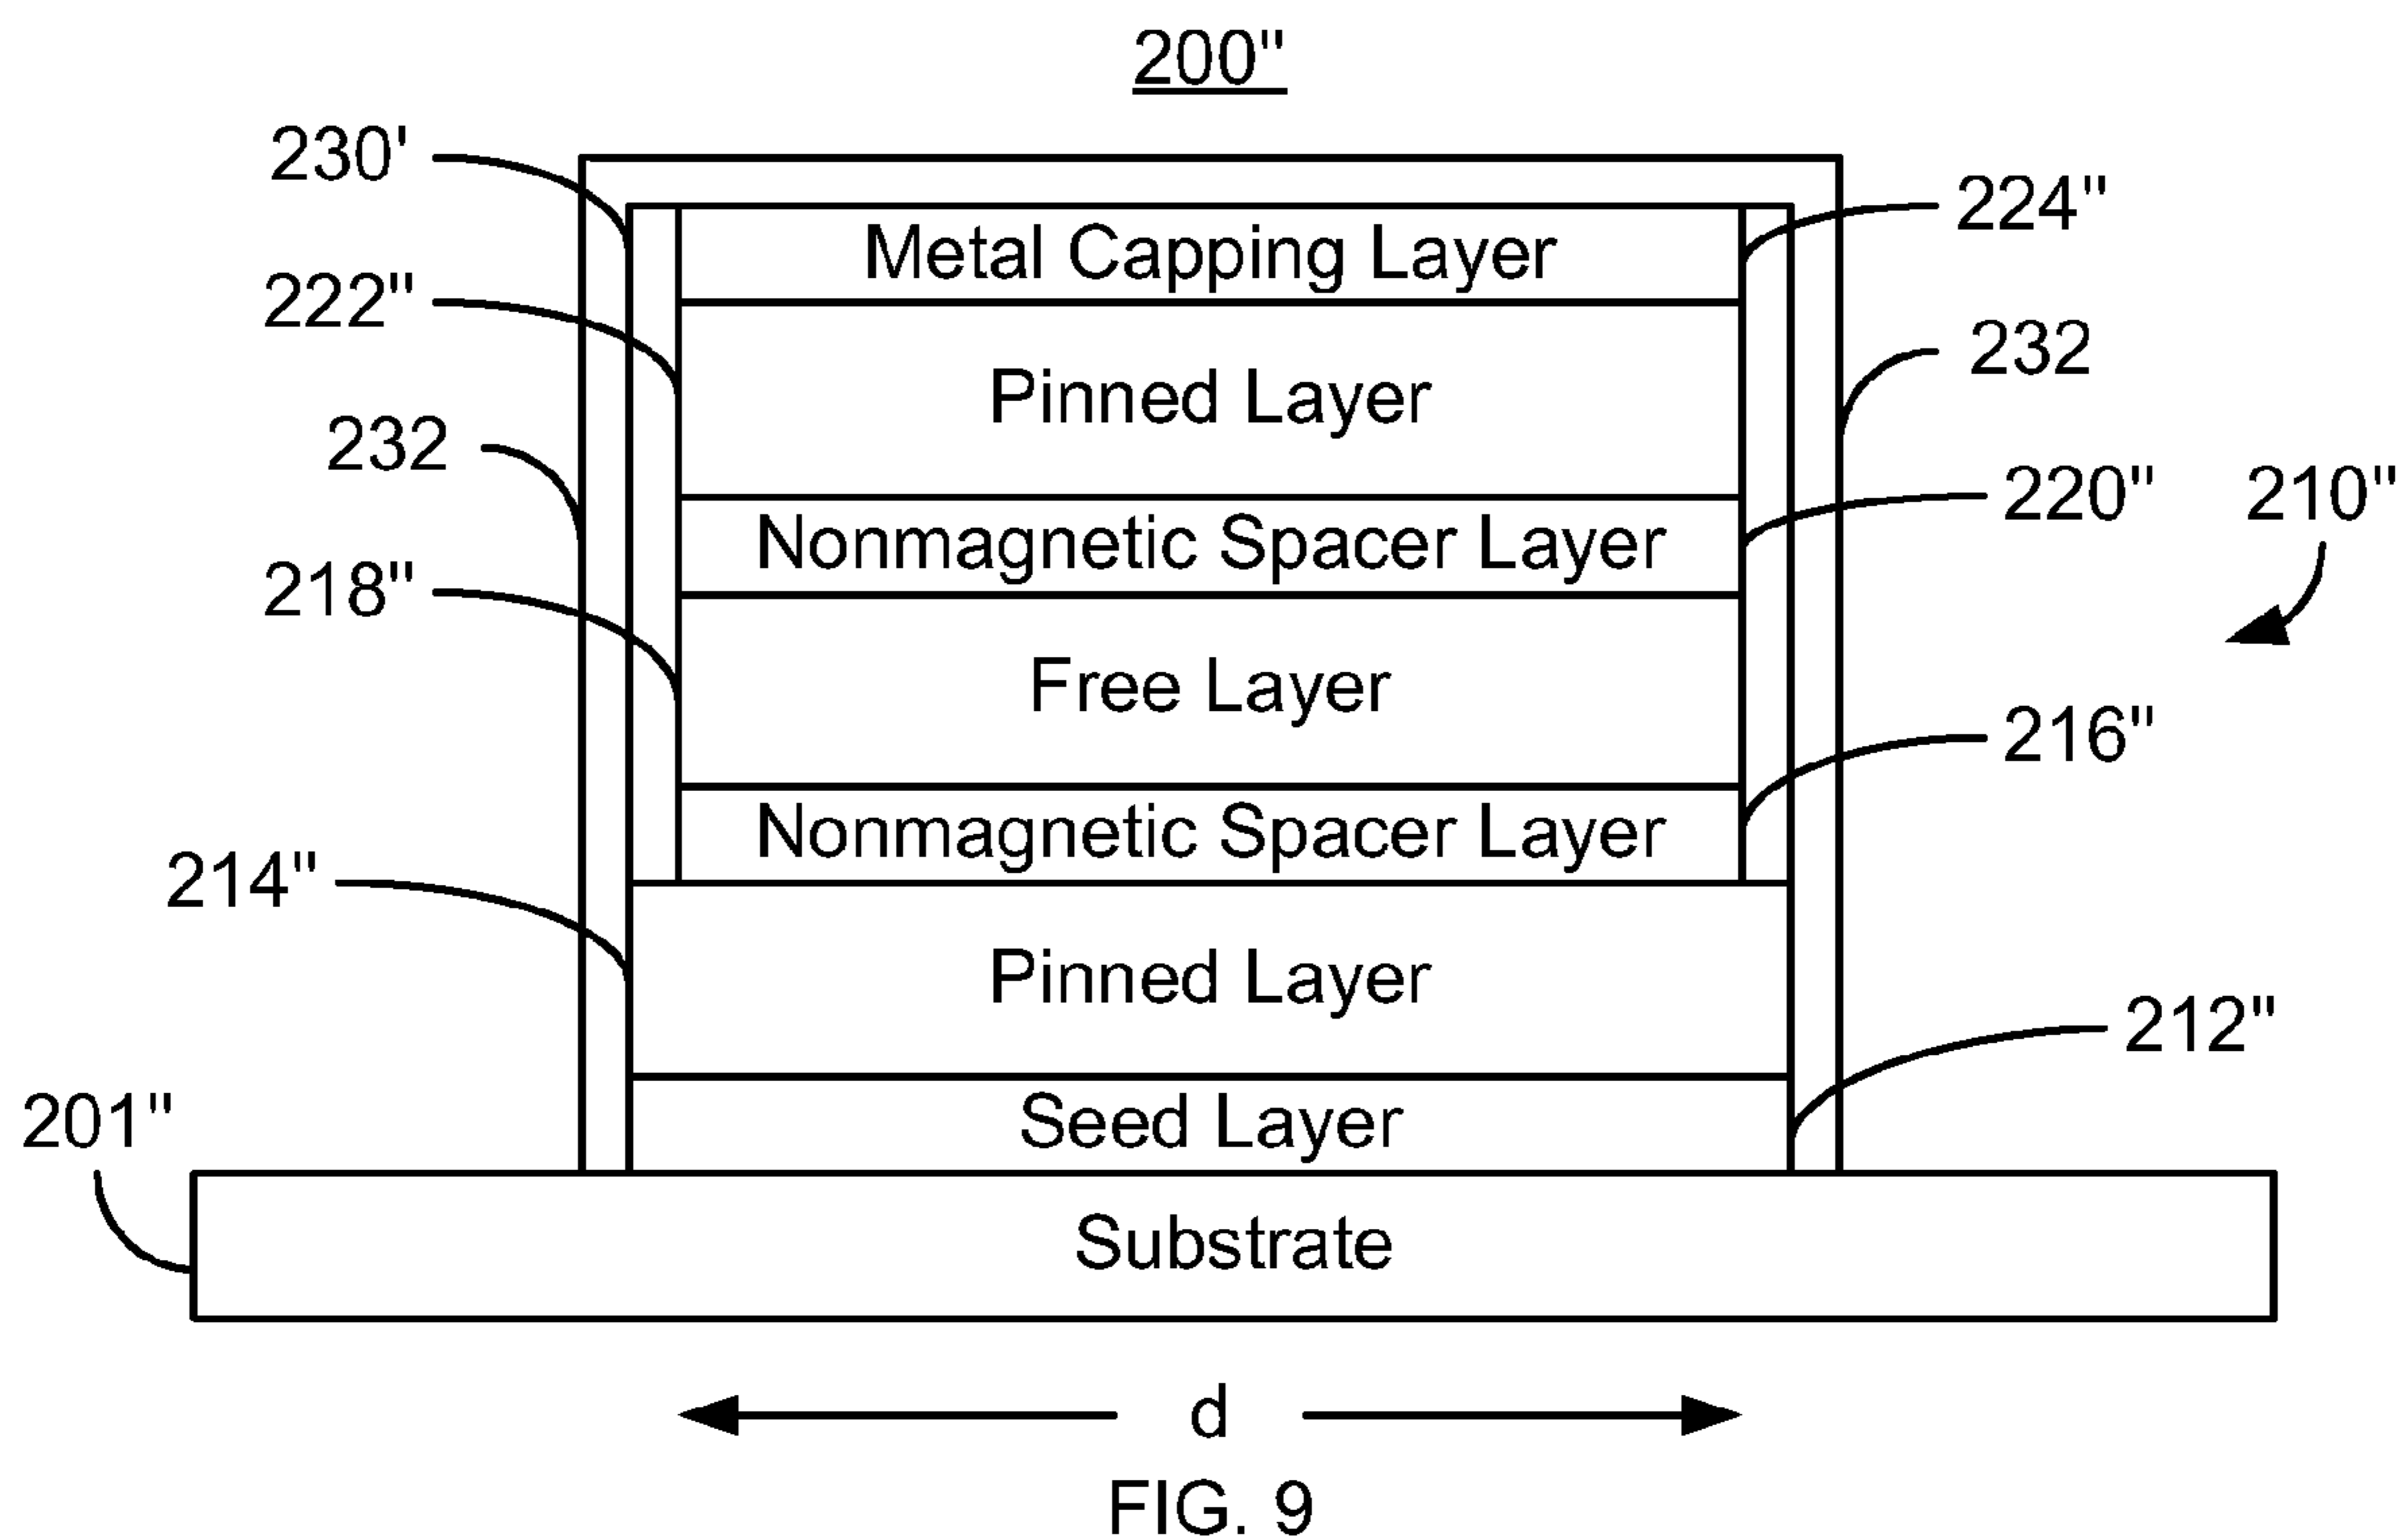 200"
230'
Metal Capping Layer
224"
222"
232
Pinned Layer
232
220"
210"
Nonmagnetic Spacer Layer
218"
Free Layer
216"
Nonmagnetic Spacer Layer
214"
Pinned Layer
212"
201"
Seed Layer
Substrate
d
FIG. 9